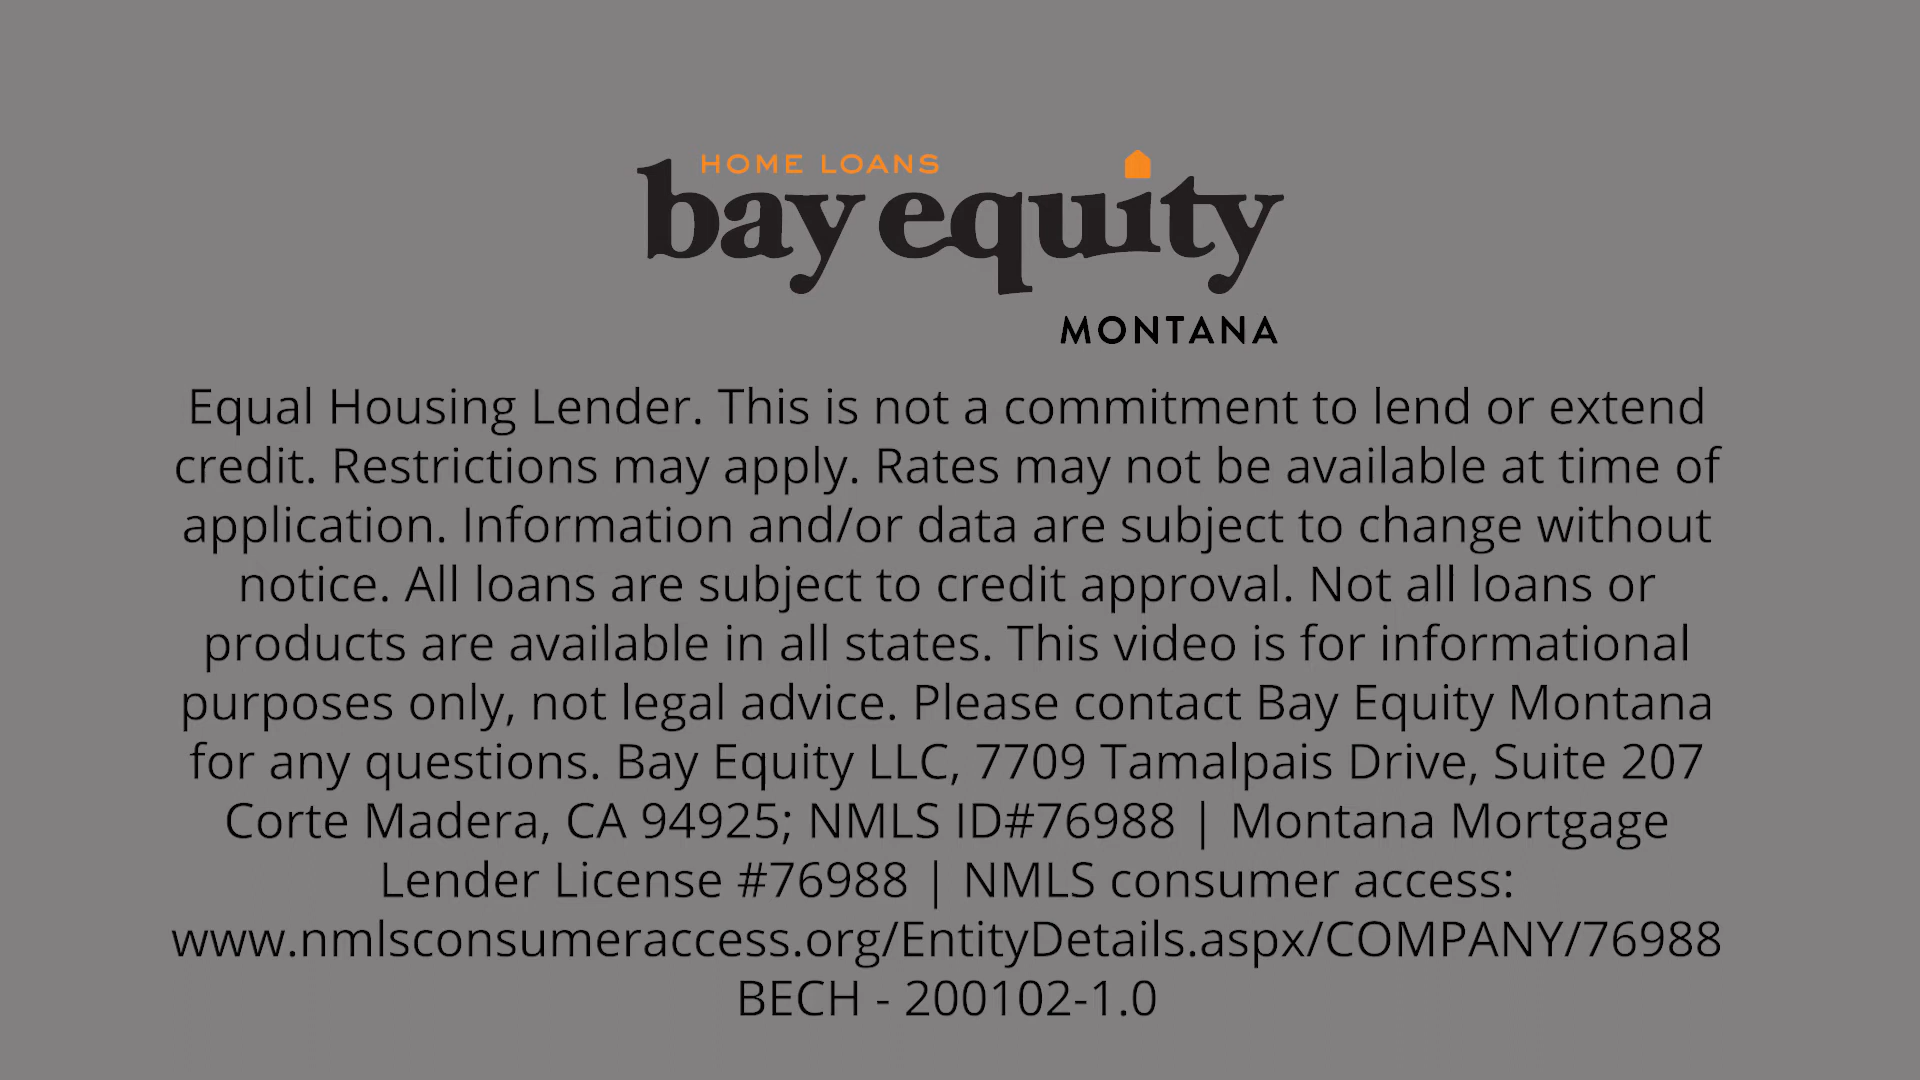 HOME LOANS
bay equity
MONTANA
Equal Housing Lender. This is not a commitment to lend or extend
credit. Restrictions may apply. Rates may not be available at time of
application. Information and/or data are subject to change without
notice. All loans are subject to credit approval. Not all loans or
products are available in all states. This video is for informational
purposes only, not legal advice. Please contact Bay Equity Montana
for any questions. Bay Equity LLC, 7709 Tamalpais Drive, Suite 207
Corte Madera, CA 94925; NMLS ID#76988 | Montana Mortgage
Lender License #76988 | NMLS consumer access:
www.nmlsconsumeraccess.org/EntityDetails.aspx/COMPANY/76988
BECH - 200102-1.0